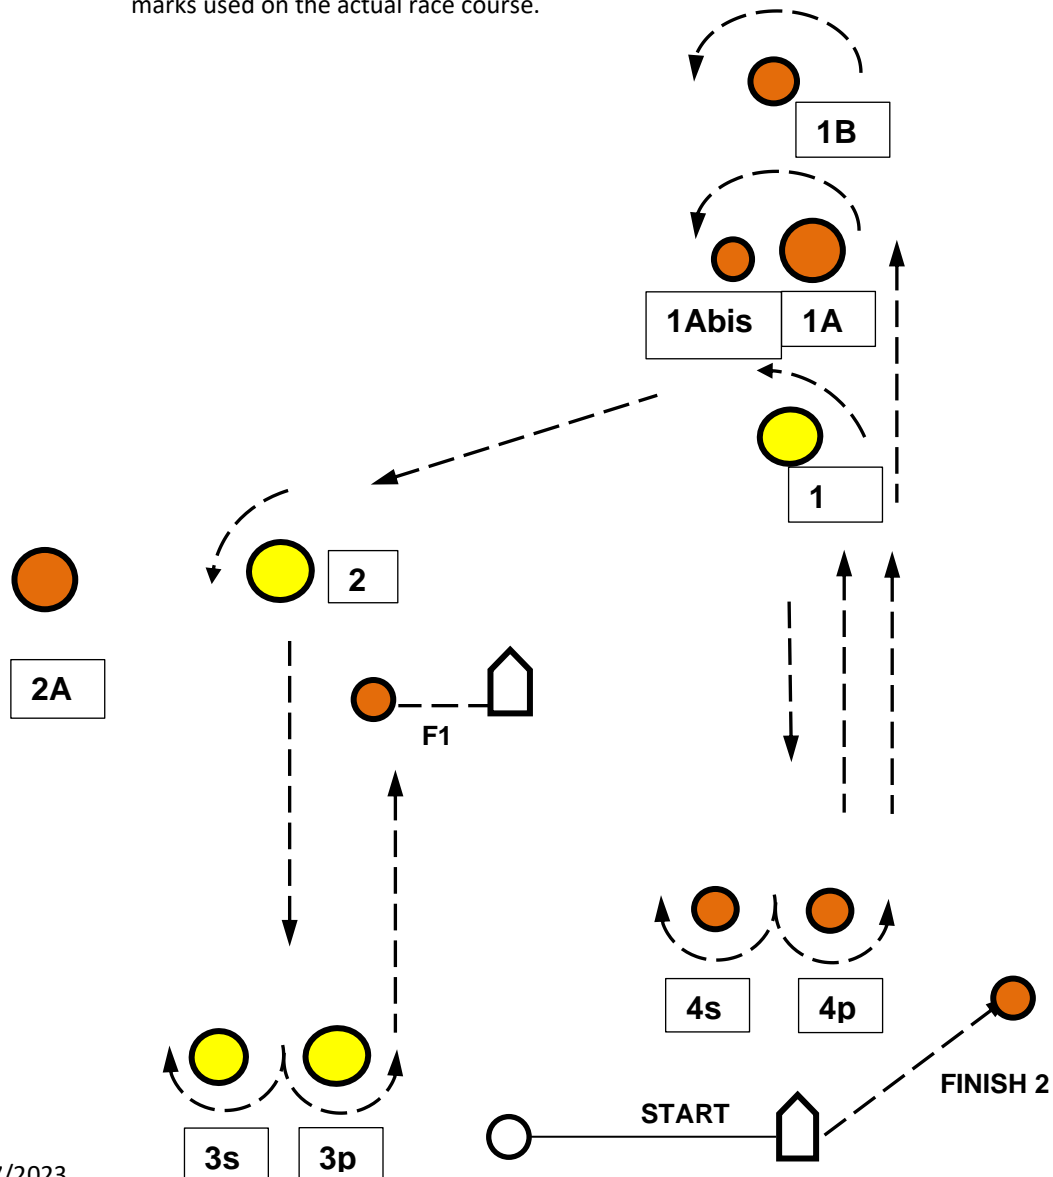 marks used on the actual race course.
1B
1Abis
1A
1
2
2A
F1
4s
4p
FINISH 2
START
3s
3p
/2023